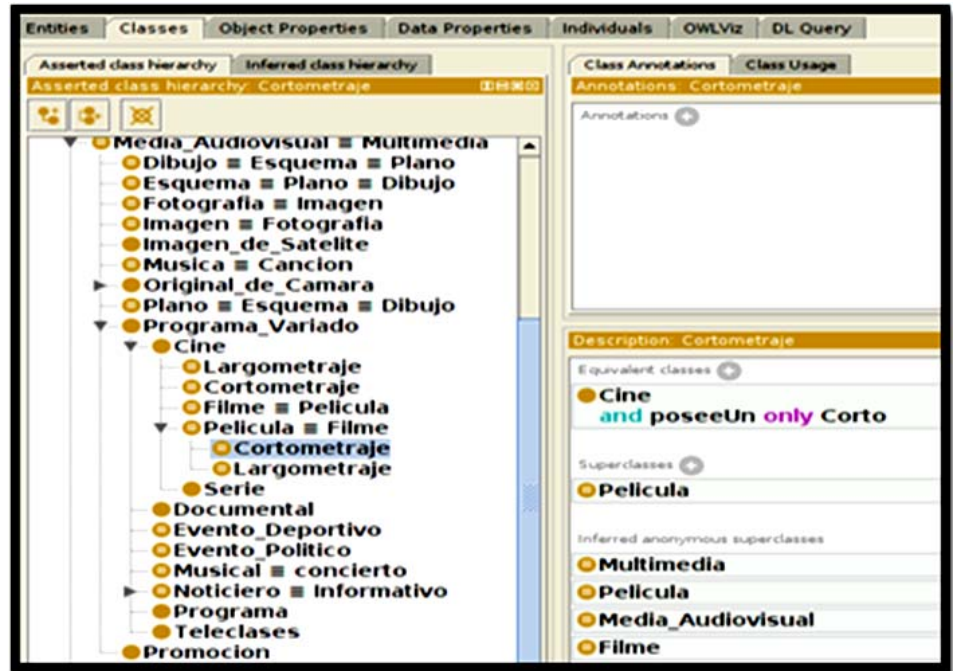 Entities Classes Object Properties Data Properties Individuals OWLViz DL Query
Asserted class hierarchy Inferred class hierarchy
Asserted class hierarchy: Cortometraje
Media_Audiovisual ≡ Multimedia
Dibujo ≡ Esquema ≡ Plano
Esquema ≡ Plano ≡ Dibujo
Fotografia ≡ Imagen
Imagen ≡ Fotografia
Imagen_de_Satelite
Musica ≡ Cancion
Original_de_Camara
Plano ≡ Esquema ≡ Dibujo
Programa_Variado
Cine
Largometraje
Cortometraje
Filme ≡ Pelicula
Pelicula ≡ Filme
Cortometraje
Largometraje
Serie
Documental
Evento_Deportivo
Evento_Politico
Musical ≡ concierto
Noticiero ≡ Informativo
Programa
Teleclases
Promocion
Class Annotations Class Usage
Annotations: Cortometraje
Annotations
Description: Cortometraje
Equivalent classes
Cine
and poseeUn only Corto
Superclasses
Pelicula
Inferred anonymous superclasses
Multimedia
Pelicula
Media_Audiovisual
Filme